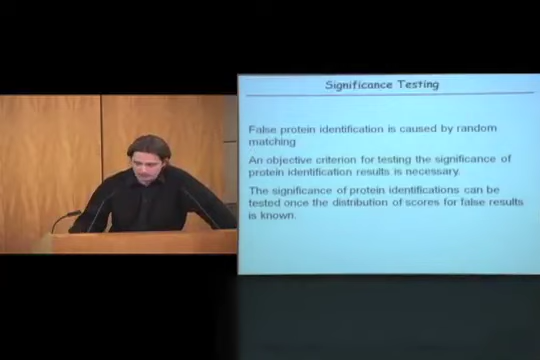 Significance Testing
False protein identification is caused by random
matching
An objective criterion for testing the significance of
protein identification results is necessary.
The significance of protein identifications can be
tested once the distribution of scores for false results
is known.